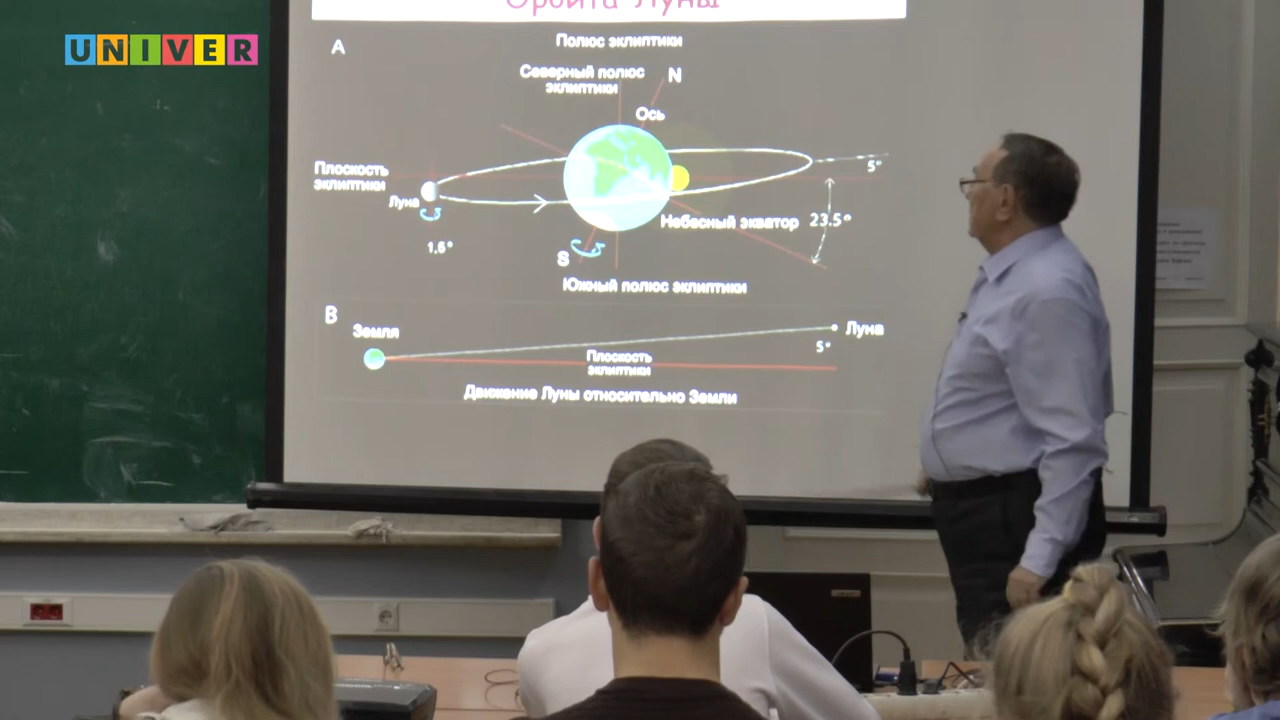 UNIVER
Орбита Луны
A
Полюс эклиптики
Северный полюс
эклиптики
N
Ось
Плоскость
эклиптики
5°
Луна
Небесный экватор
23.5°
1.6°
S
Южный полюс эклиптики
B
Земля
Луна
5°
Плоскость
эклиптики
Движение Луны относительно Земли